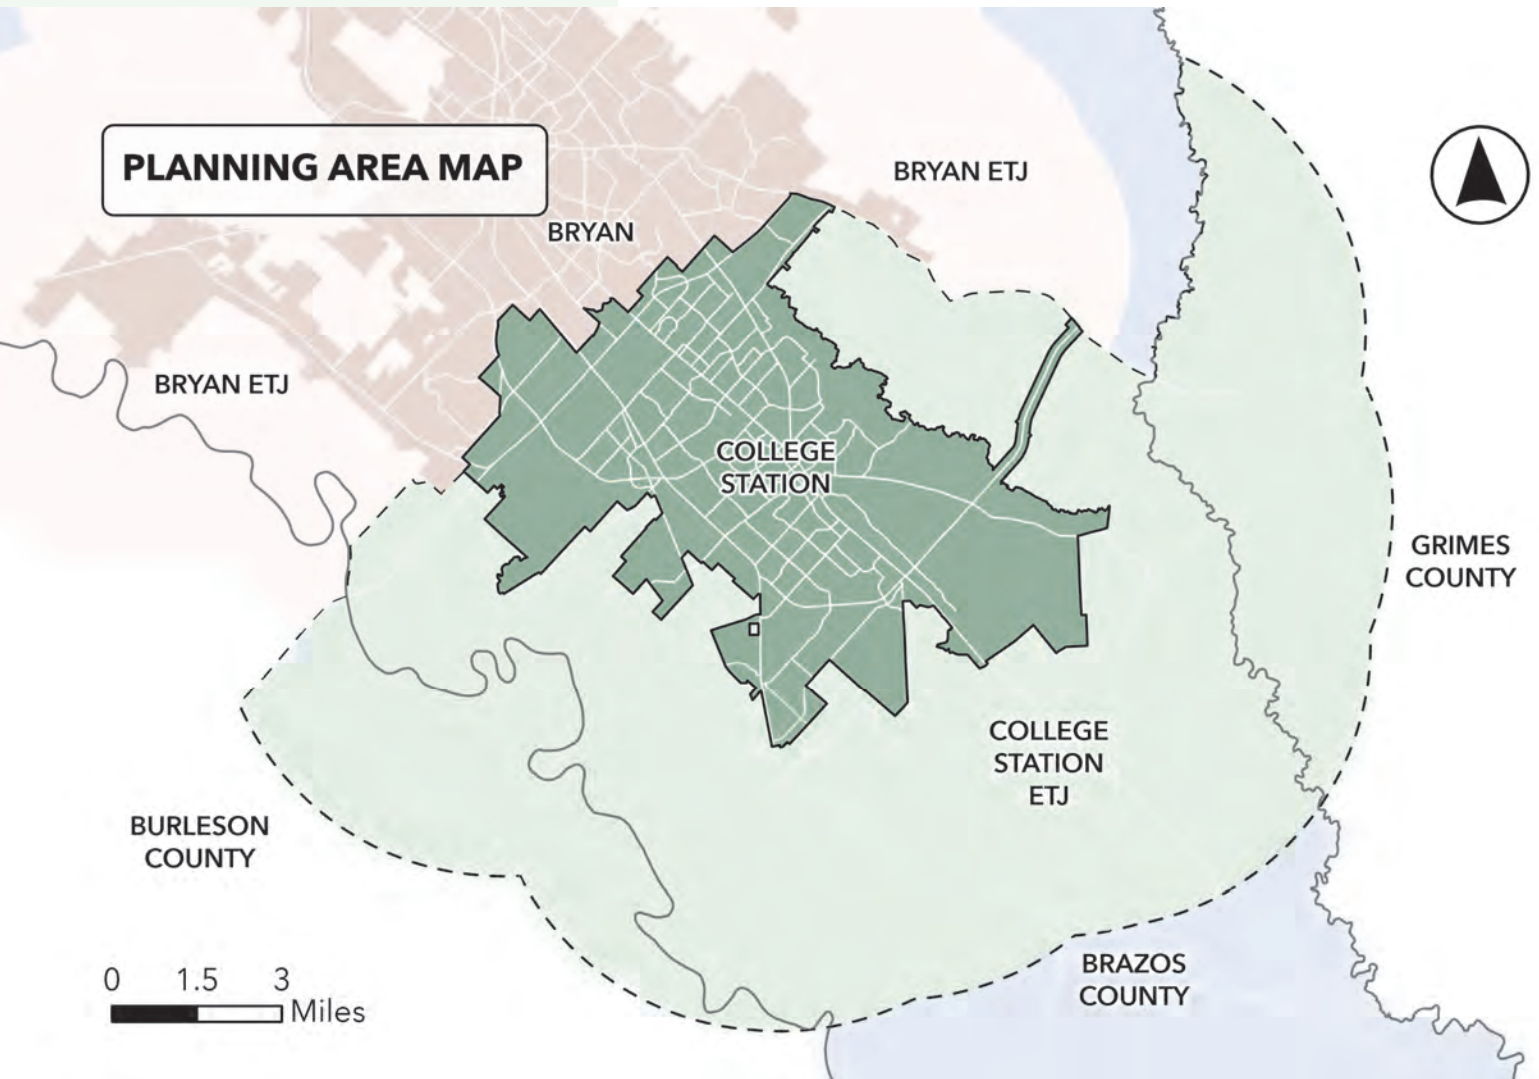 PLANNING AREA MAP
BRYAN ETJ
BRYAN
BRYAN ETJ
COLLEGE
STATION
GRIMES
COUNTY
COLLEGE
STATION
ETJ
BURLESON
COUNTY
BRAZOS
COUNTY
0 1.5 3
Miles